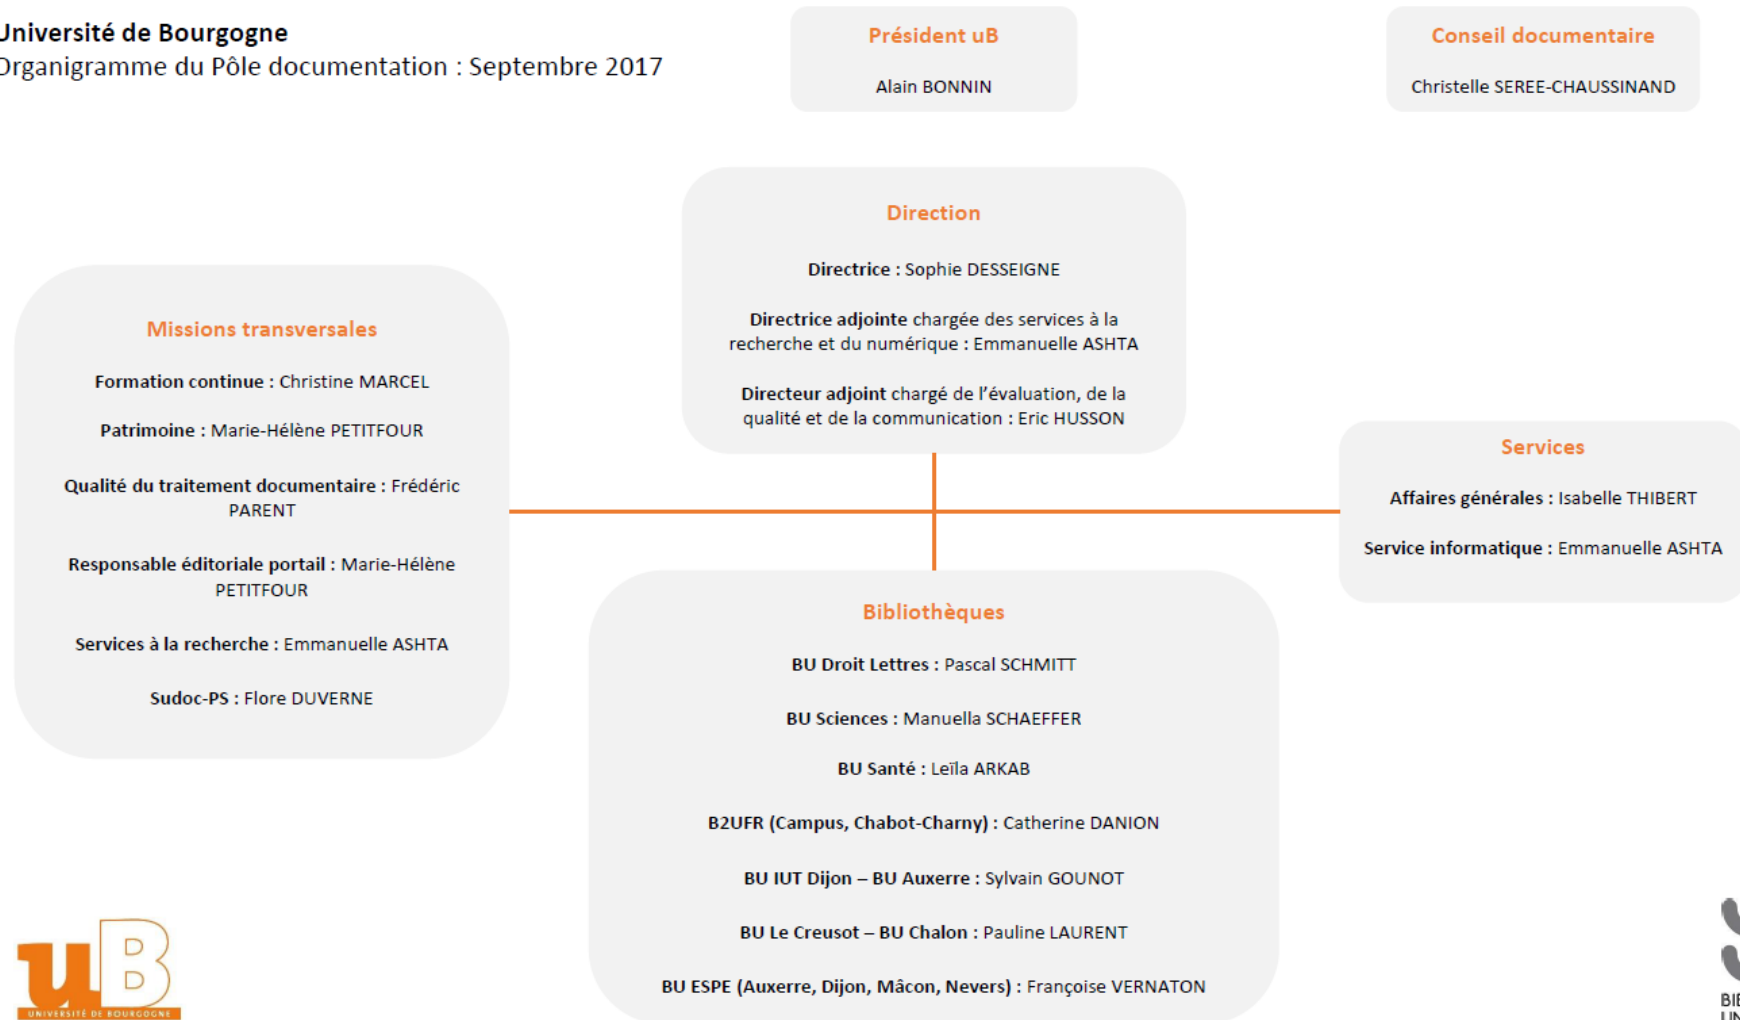 Université de Bourgogne
Organigramme du Pôle documentation : Septembre 2017
Président uB
Alain BONNIN
Conseil documentaire
Christelle SEREE-CHAUSSINAND
Direction
Directrice : Sophie DESSEIGNE
Directrice adjointe chargée des services à la
recherche et du numérique : Emmanuelle ASHTA
Directeur adjoint chargé de l'évaluation, de la
qualité et de la communication : Eric HUSSON
Missions transversales
Formation continue : Christine MARCEL
Patrimoine : Marie-Hélène PETITFOUR
Qualité du traitement documentaire : Frédéric
PARENT
Responsable éditoriale portail : Marie-Hélène
PETITFOUR
Services à la recherche : Emmanuelle ASHTA
Sudoc-PS : Flore DUVERNE
Services
Affaires générales : Isabelle THIBERT
Service informatique : Emmanuelle ASHTA
Bibliothèques
BU Droit Lettres : Pascal SCHMITT
BU Sciences : Manuella SCHAEFFER
BU Santé : Leïla ARKAB
B2UFR (Campus, Chabot-Charny) : Catherine DANION
BU IUT Dijon – BU Auxerre : Sylvain GOUNOT
BU Le Creusot – BU Chalon : Pauline LAURENT
BU ESPE (Auxerre, Dijon, Mâcon, Nevers) : Françoise VERNATON
uB
UNIVERSITÉ DE BOURGOGNE